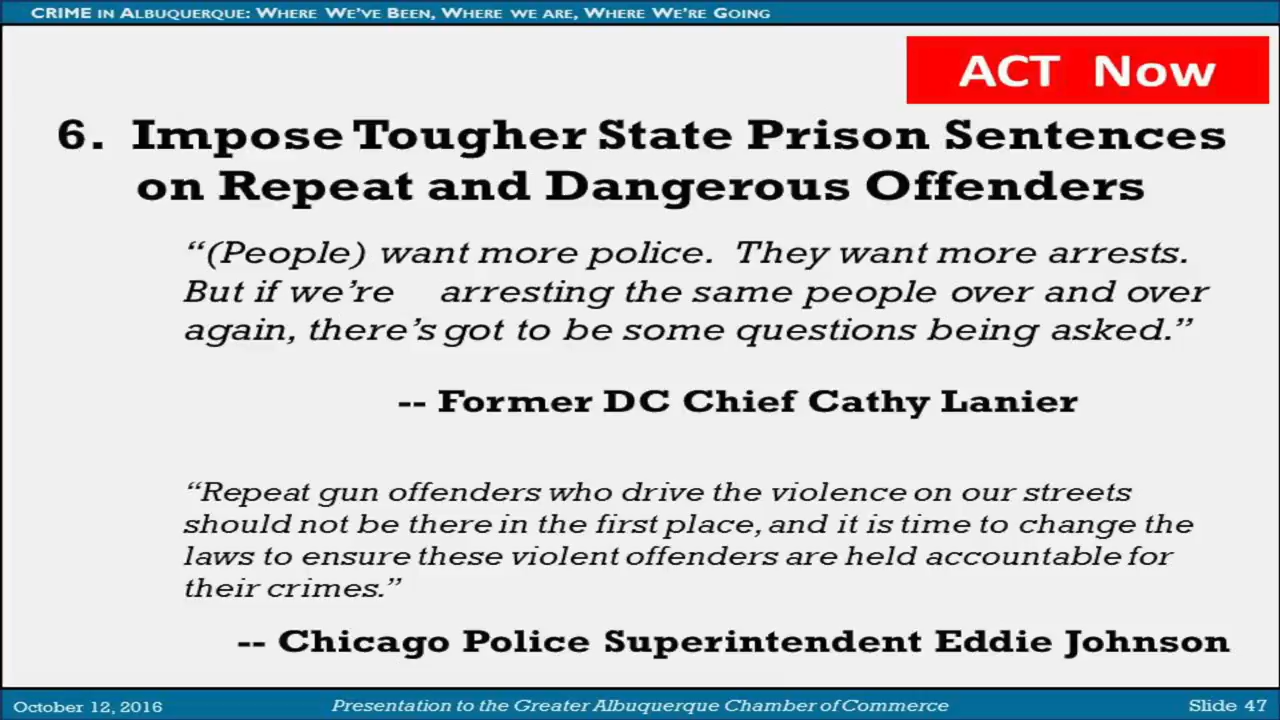 CRIME IN ALBUQUERQUE: WHERE WE'VE BEEN, WHERE WE ARE, WHERE WE'RE GOING
ACT Now
6. Impose Tougher State Prison Sentences
on Repeat and Dangerous Offenders
“(People) want more police. They want more arrests.
But if we’re arresting the same people over and over
again, there’s got to be some questions being asked.”
-- Former DC Chief Cathy Lanier
“Repeat gun offenders who drive the violence on our streets
should not be there in the first place, and it is time to change the
laws to ensure these violent offenders are held accountable for
their crimes.”
-- Chicago Police Superintendent Eddie Johnson
October 12, 2016 Presentation to the Greater Albuquerque Chamber of Commerce Slide 47